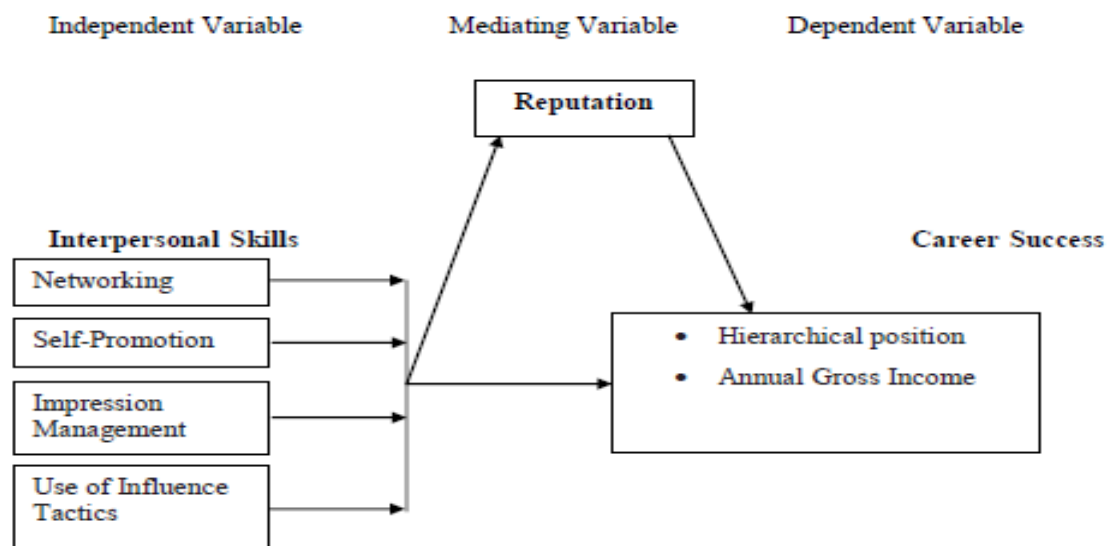 Independent Variable
Mediating Variable
Dependent Variable
Reputation
Interpersonal Skills
Career Success
Networking
Self-Promotion
Impression
Management
Use of Influence
Tactics
• Hierarchical position
• Annual Gross Income